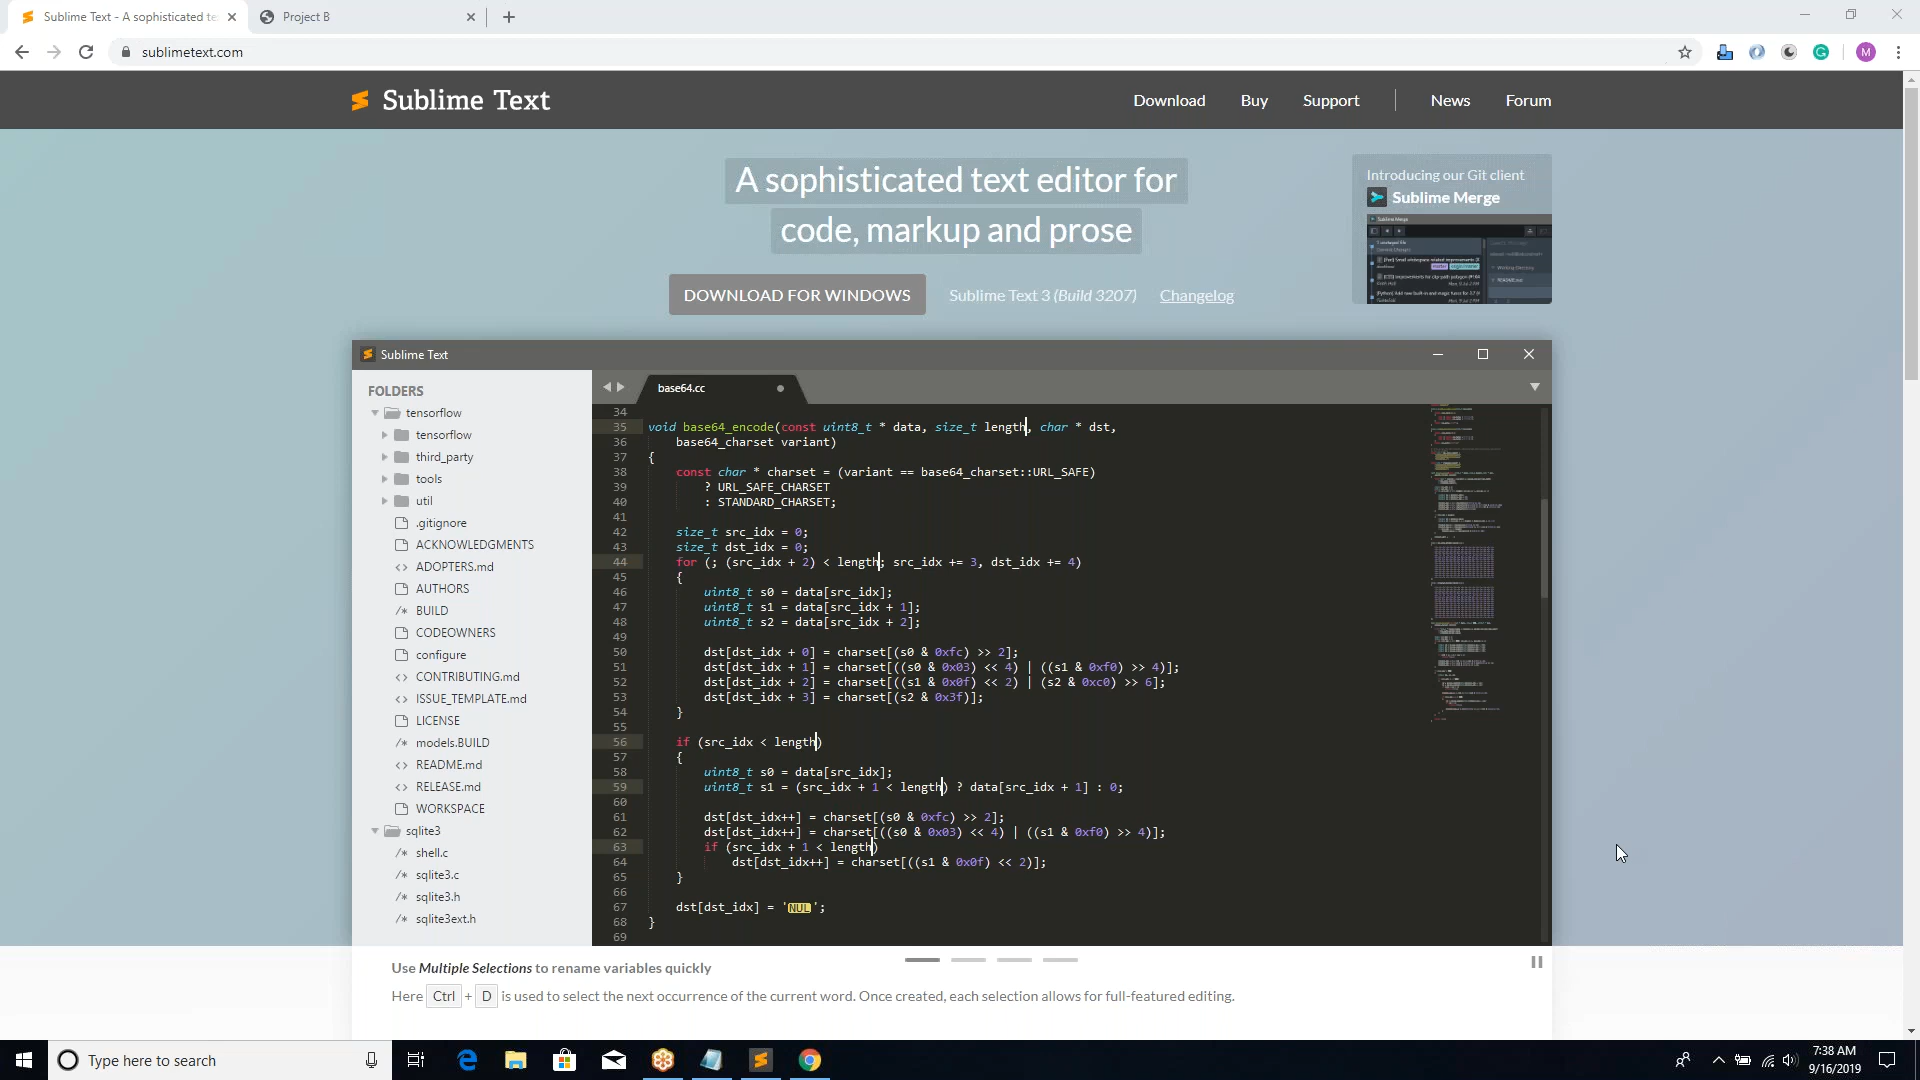 Sublime Text - A sophisticated te
Project B
sublimetext.com
M
Sublime Text
Download
Buy
Support
News
Forum
A sophisticated text editor for
code, markup and prose
DOWNLOAD FOR WINDOWS
Sublime Text 3 (Build 3207)
Changelog
Introducing our Git client
Sublime Merge
Sublime Text
FOLDERS
tensorflow
tensorflow
third_party
tools
util
.gitignore
ACKNOWLEDGMENTS
<> ADOPTERS.md
AUTHORS
/* BUILD
CODEOWNERS
configure
<> CONTRIBUTING.md
<> ISSUE_TEMPLATE.md
LICENSE
/* models.BUILD
<> README.md
<> RELEASE.md
WORKSPACE
sqlite3
/* shell.c
/* sqlite3.c
/* sqlite3.h
/* sqlite3ext.h
base64.cc
34
35 void base64_encode(const uint8_t * data, size_t length, char * dst,
36 base64_charset variant)
37 {
38 const char * charset = (variant == base64_charset::URL_SAFE)
39 ? URL_SAFE_CHARSET
40 : STANDARD_CHARSET;
41
42 size_t src_idx = 0;
43 size_t dst_idx = 0;
44 for (; (src_idx + 2) < length; src_idx += 3, dst_idx += 4)
45 {
46 uint8_t s0 = data[src_idx];
47 uint8_t s1 = data[src_idx + 1];
48 uint8_t s2 = data[src_idx + 2];
49
50 dst[dst_idx + 0] = charset[(s0 & 0xfc) >> 2];
51 dst[dst_idx + 1] = charset[((s0 & 0x03) << 4) | ((s1 & 0xf0) >> 4)];
52 dst[dst_idx + 2] = charset[((s1 & 0x0f) << 2) | (s2 & 0xc0) >> 6];
53 dst[dst_idx + 3] = charset[(s2 & 0x3f)];
54 }
55
56 if (src_idx < length)
57 {
58 uint8_t s0 = data[src_idx];
59 uint8_t s1 = (src_idx + 1 < length) ? data[src_idx + 1] : 0;
60
61 dst[dst_idx++] = charset[(s0 & 0xfc) >> 2];
62 dst[dst_idx++] = charset[((s0 & 0x03) << 4) | ((s1 & 0xf0) >> 4)];
63 if (src_idx + 1 < length)
64 dst[dst_idx++] = charset[((s1 & 0x0f) << 2)];
65 }
66
67 dst[dst_idx] = 'NUL';
68 }
69
Use Multiple Selections to rename variables quickly
Here Ctrl + D is used to select the next occurrence of the current word. Once created, each selection allows for full-featured editing.
Type here to search
7:38 AM
9/16/2019